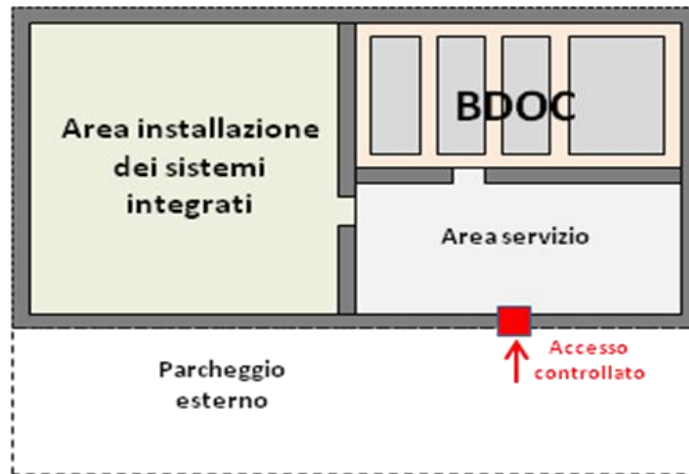 Area installazione
dei sistemi
integrati
BDOC
Area servizio
Parcheggio
esterno
Accesso
controllato